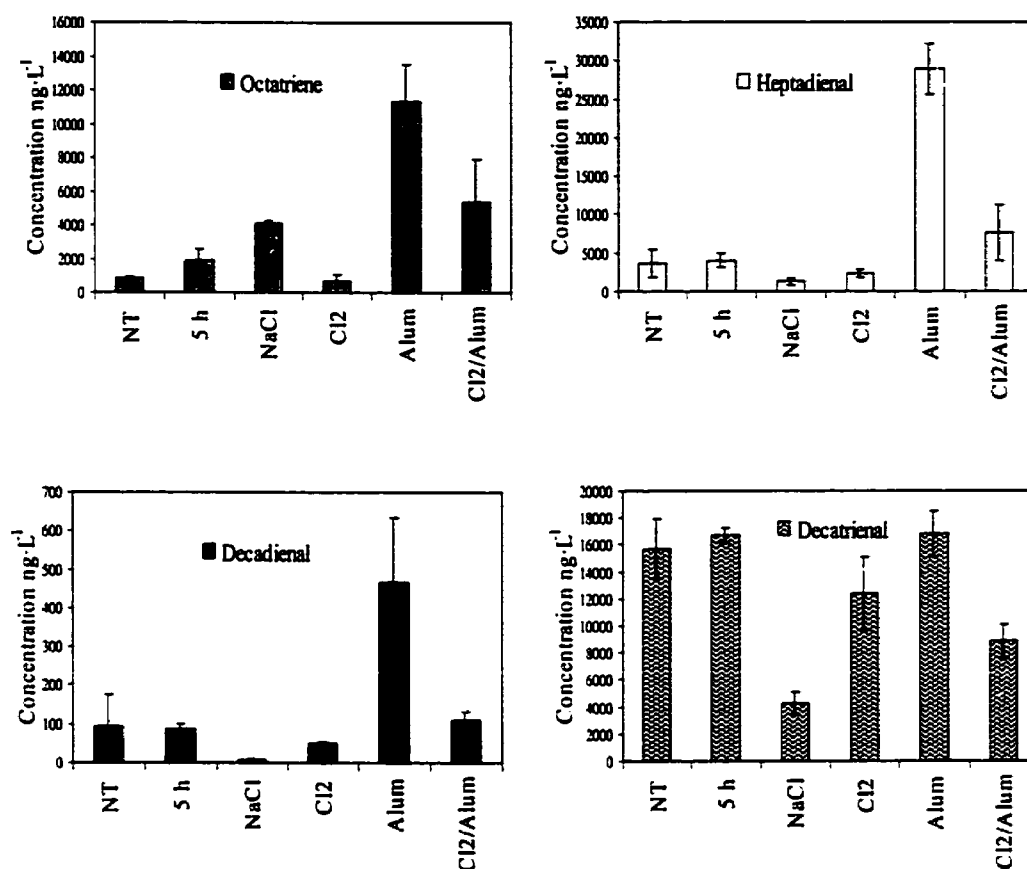 Concentration ng·L-1
16000
14000
12000
10000
8000
6000
4000
2000
0
Octatriene
NT
5 h
NaCl
Cl2
Alum
Cl2/Alum
Concentration ng·L-1
35000
30000
25000
20000
15000
10000
5000
0
Heptadienal
NT
5 h
NaCl
Cl2
Alum
Cl2/Alum
Concentration ng·L-1
700
600
500
400
300
200
100
0
Decadienal
NT
5 h
NaCl
Cl2
Alum
Cl2/Alum
Concentration ng·L-1
20000
18000
16000
14000
12000
10000
8000
6000
4000
2000
0
Decatrienal
NT
5 h
NaCl
Cl2
Alum
Cl2/Alum